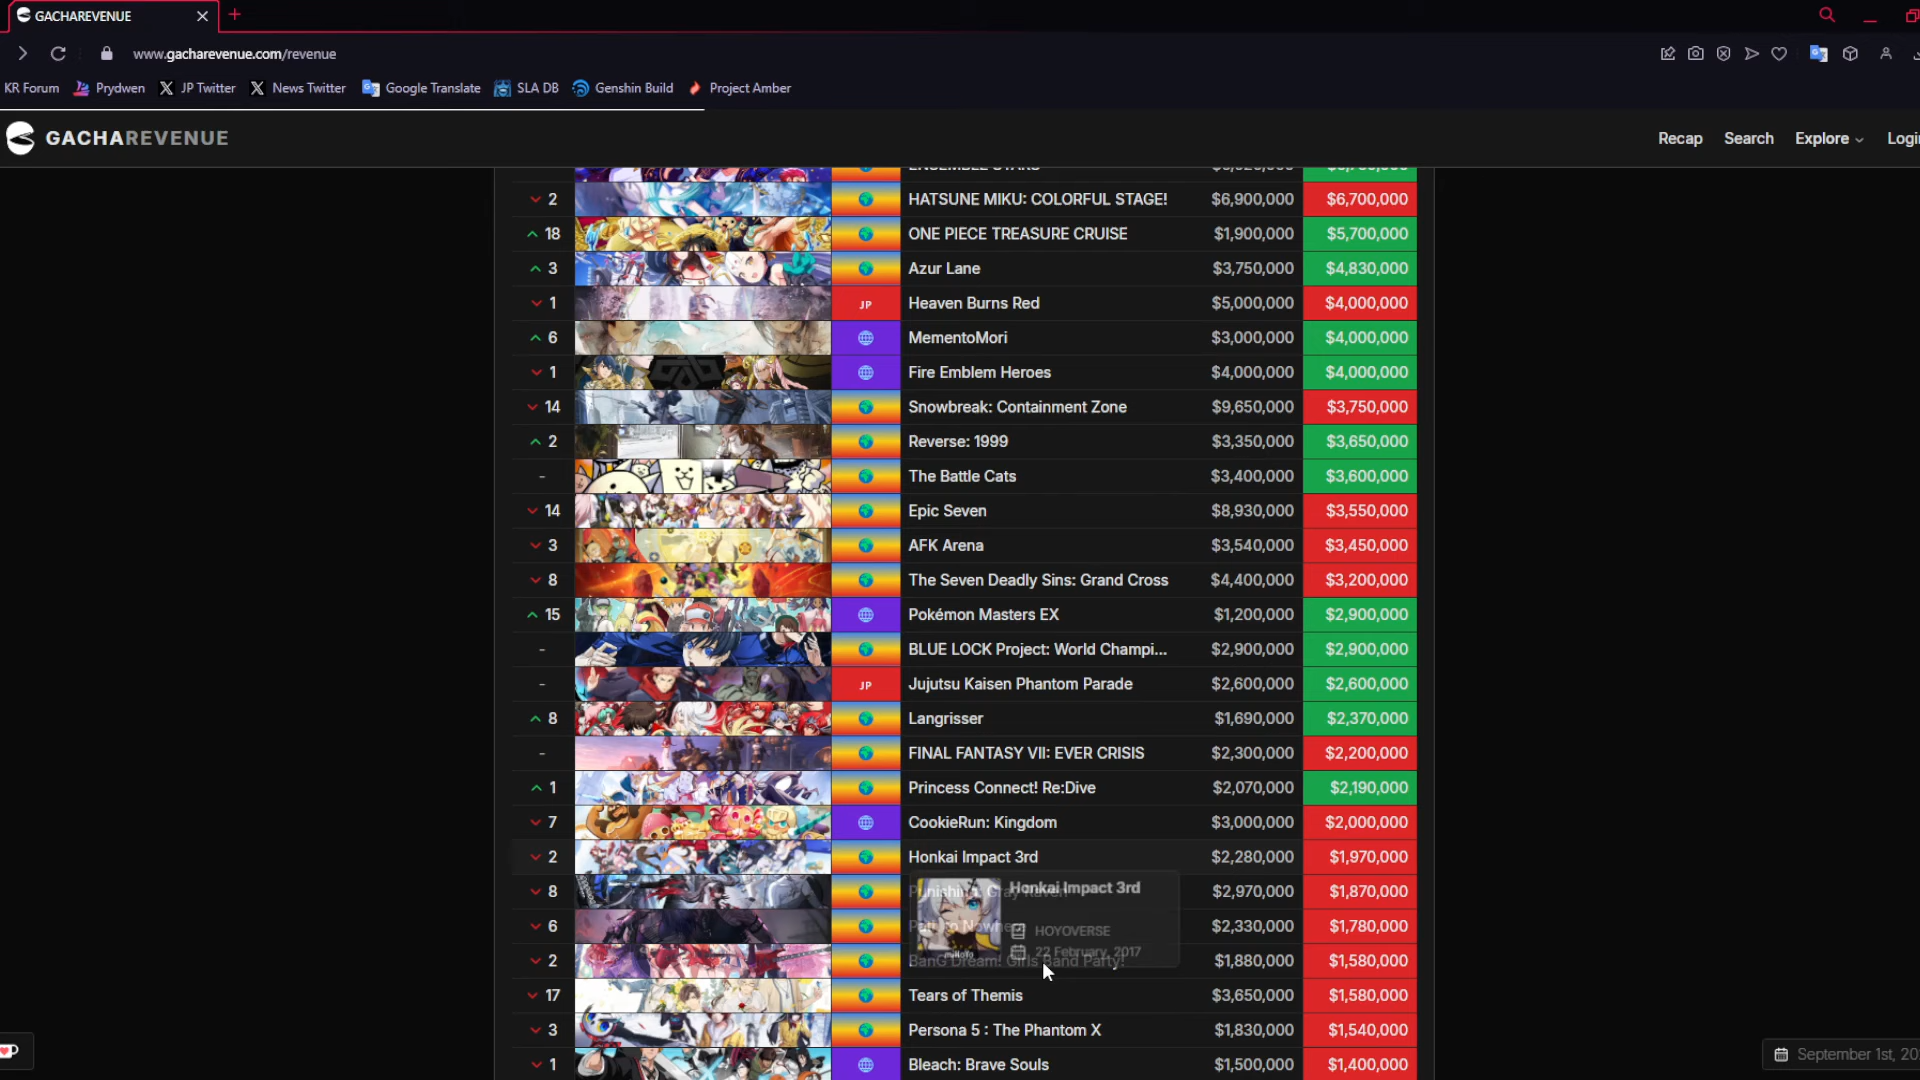 GACHAREVENUE
www.gacharevenue.com/revenue
KR Forum Prydwen JP Twitter News Twitter Google Translate SLA DB Genshin Build Project Amber
GACHAREVENUE Recap Search Explore
2 HATSUNE MIKU: COLORFUL STAGE! $6,900,000 $6,700,000
18 ONE PIECE TREASURE CRUISE $1,900,000 $5,700,000
3 Azur Lane $3,750,000 $4,830,000
1 JP Heaven Burns Red $5,000,000 $4,000,000
6 MementoMori $3,000,000 $4,000,000
1 Fire Emblem Heroes $4,000,000 $4,000,000
14 Snowbreak: Containment Zone $9,650,000 $3,750,000
2 Reverse: 1999 $3,350,000 $3,650,000
- The Battle Cats $3,400,000 $3,600,000
14 Epic Seven $8,930,000 $3,550,000
3 AFK Arena $3,540,000 $3,450,000
8 The Seven Deadly Sins: Grand Cross $4,400,000 $3,200,000
15 Pokémon Masters EX $1,200,000 $2,900,000
- BLUE LOCK Project: World Champi... $2,900,000 $2,900,000
- JP Jujutsu Kaisen Phantom Parade $2,600,000 $2,600,000
8 Langrisser $1,690,000 $2,370,000
- FINAL FANTASY VII: EVER CRISIS $2,300,000 $2,200,000
1 Princess Connect! Re:Dive $2,070,000 $2,190,000
7 CookieRun: Kingdom $3,000,000 $2,000,000
2 Honkai Impact 3rd $2,280,000 $1,970,000
Honkai Impact 3rd
8 $2,970,000 $1,870,000
6 $2,330,000 $1,780,000
HOYOVERSE
22 February, 2017
miHoYo
2 BanG Dream! Girls Band Party! $1,880,000 $1,580,000
17 Tears of Themis $3,650,000 $1,580,000
3 Persona 5 : The Phantom X $1,830,000 $1,540,000
1 Bleach: Brave Souls $1,500,000 $1,400,000
September 1st,